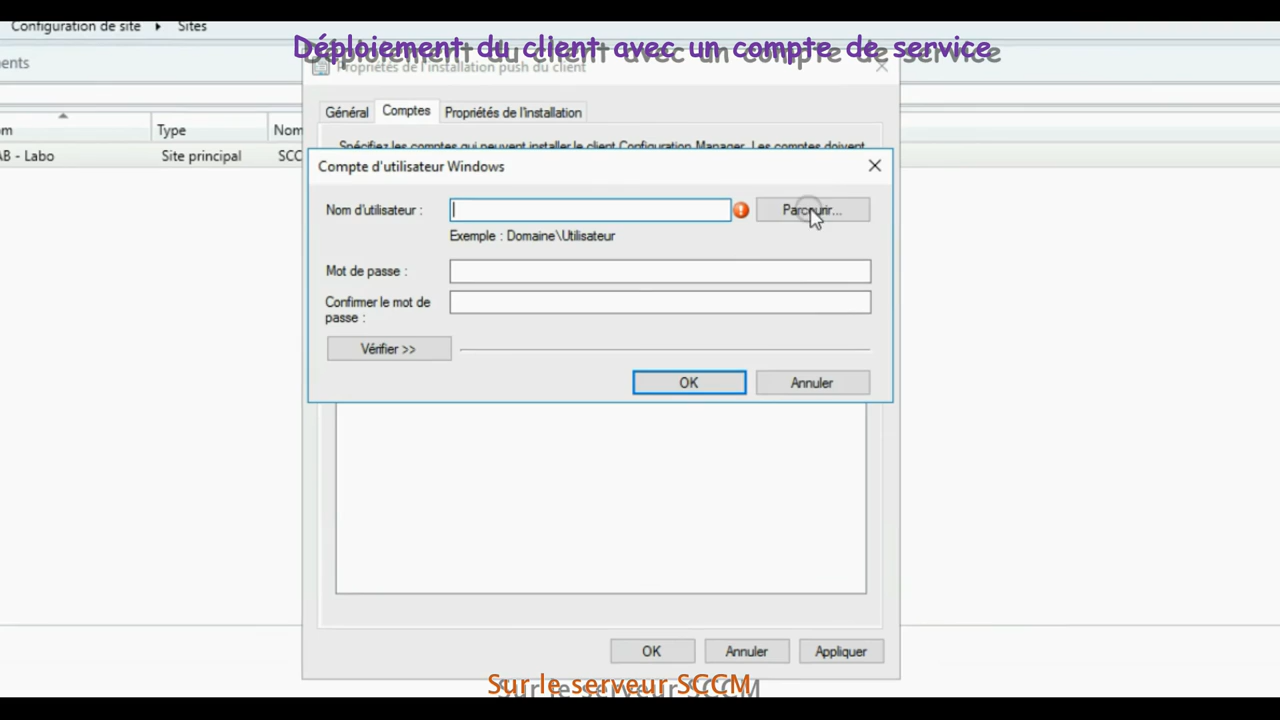 Configuration de site ▸ Sites
Déploiement du client avec un compte de service
Propriétés de l'installation push du client
Général Comptes Propriétés de l'installation
Type Nom
Spécifiez les comptes qui peuvent installer le client Configuration Manager. Les comptes doivent
- Labo Site principal
Compte d'utilisateur Windows
Nom d'utilisateur : Parcourir...
Exemple : Domaine\Utilisateur
Mot de passe :
Confirmer le mot de
passe :
Vérifier >>
OK Annuler
OK Annuler Appliquer
Sur le serveur SCCM